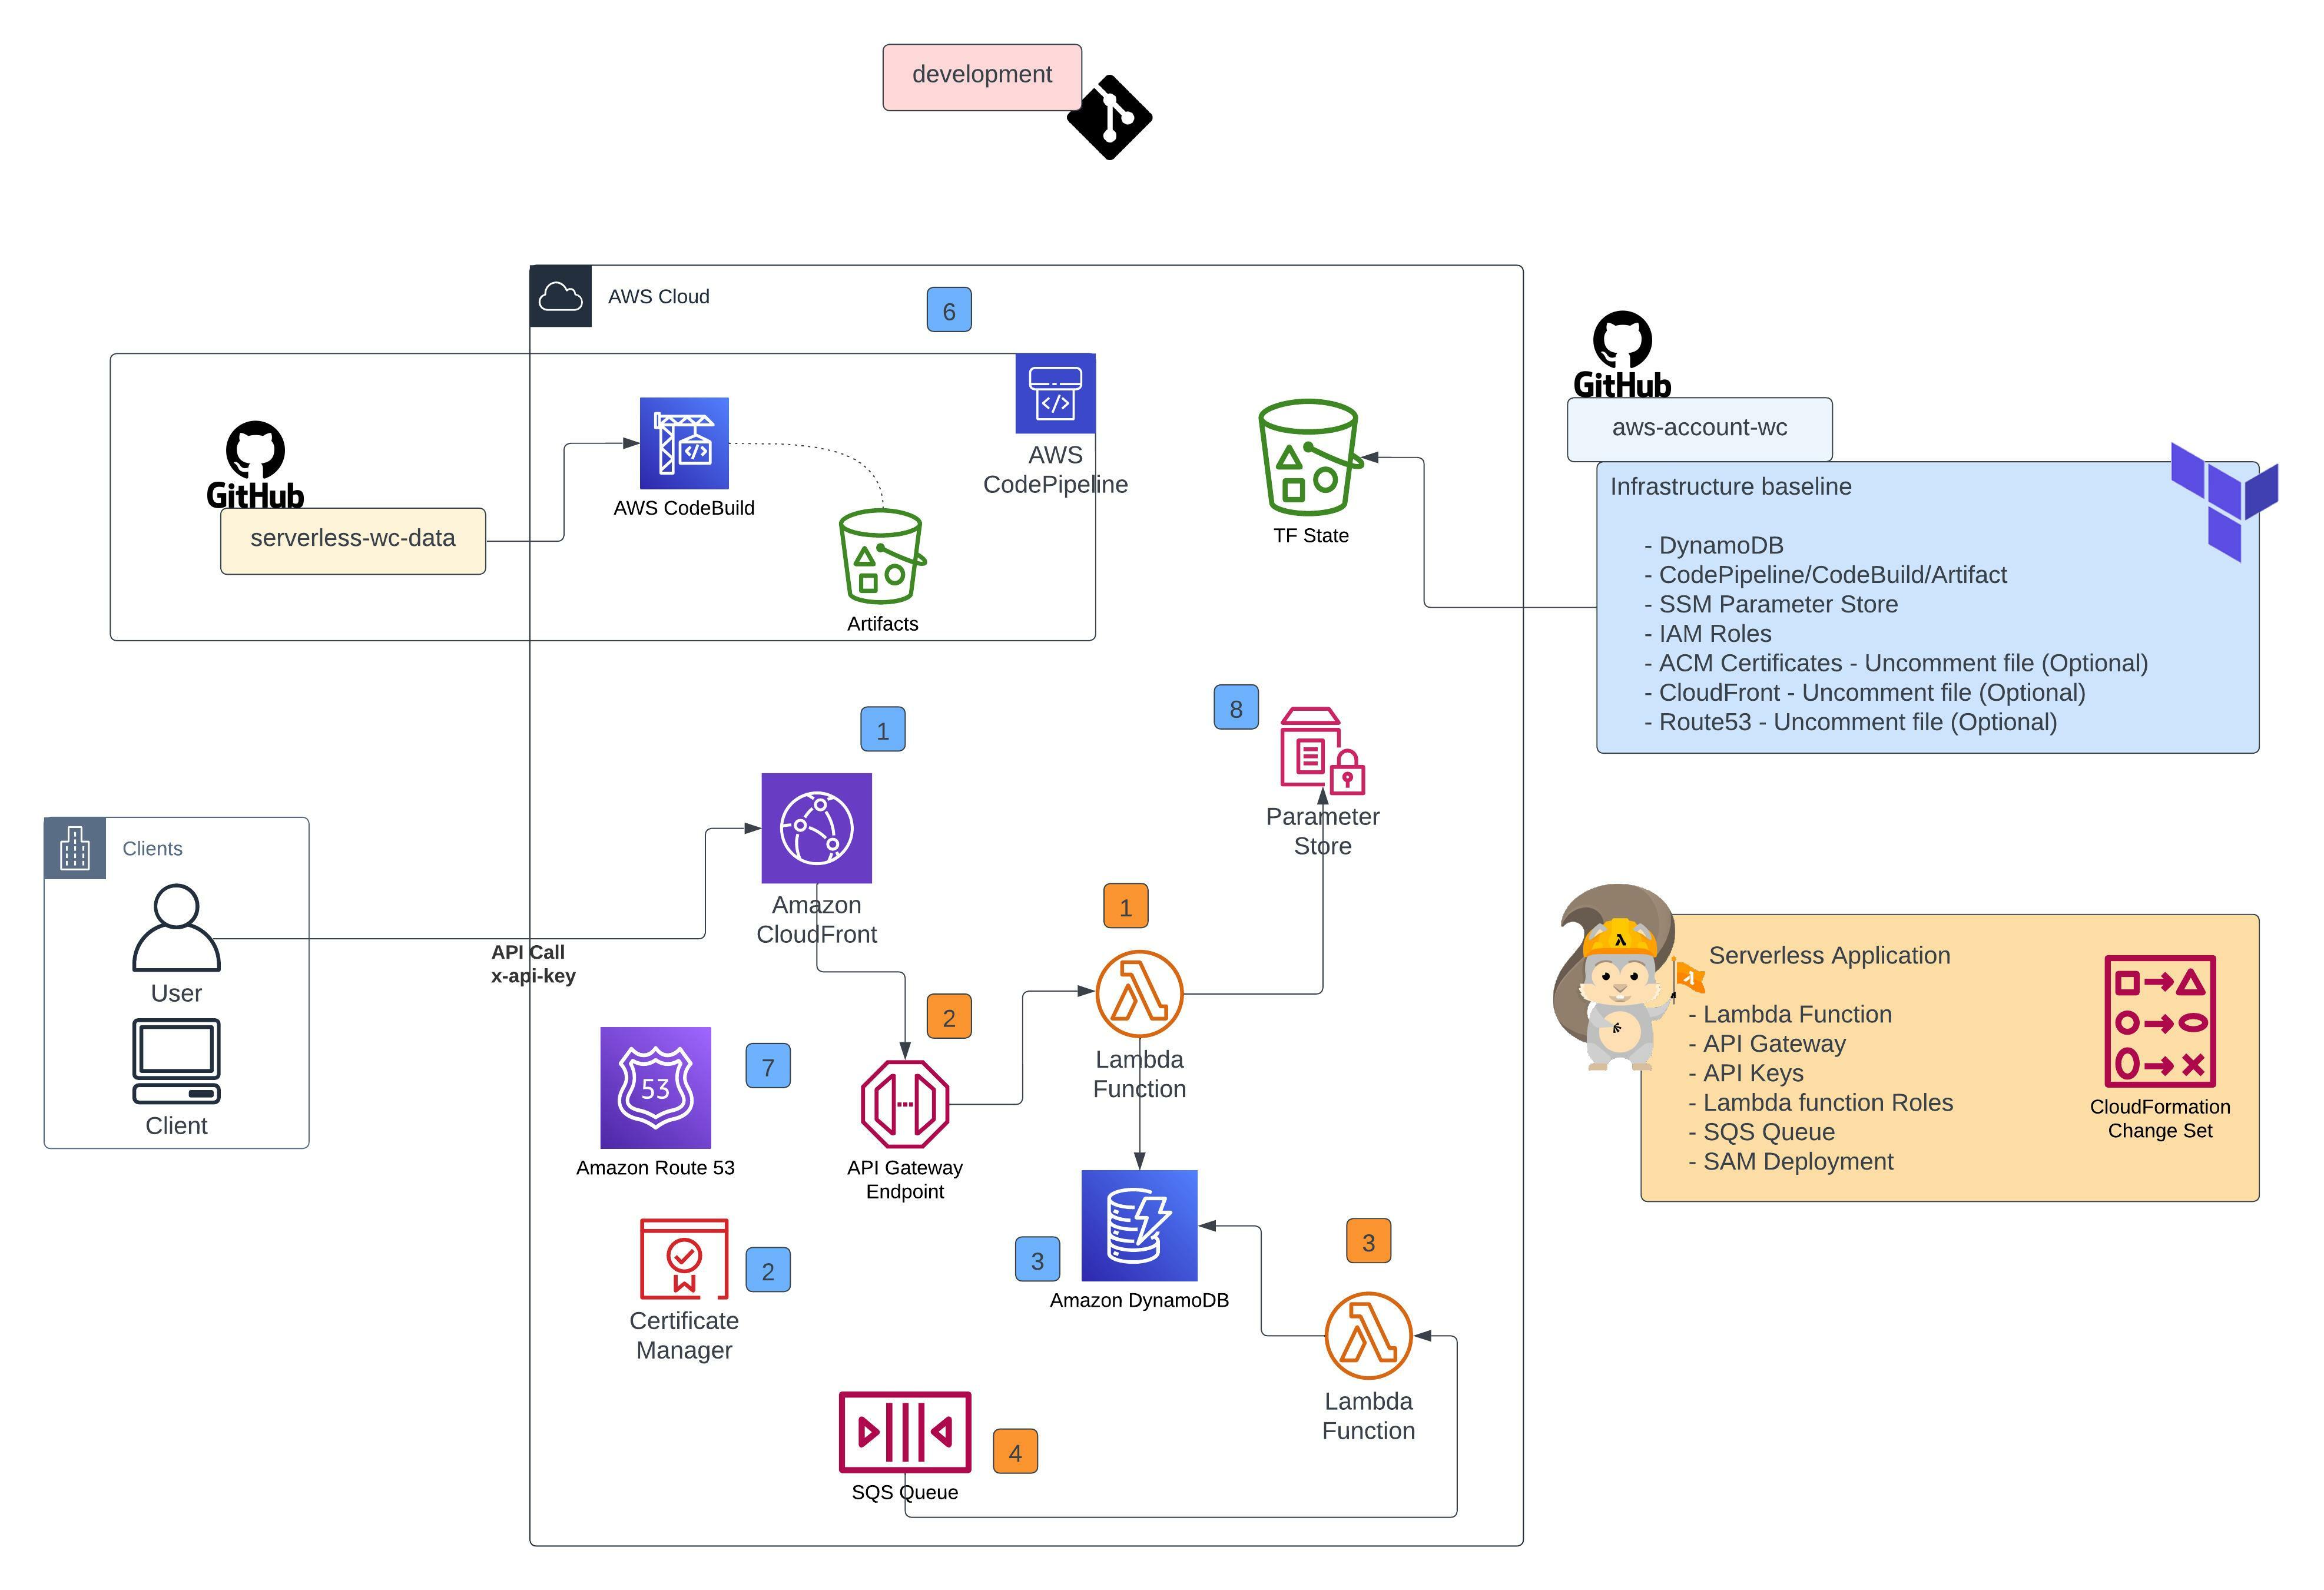 development
AWS Cloud
6
GitHub
serverless-wc-data
AWS CodeBuild
Artifacts
AWS
CodePipeline
TF State
GitHub
aws-account-wc
Infrastructure baseline
- DynamoDB
- CodePipeline/CodeBuild/Artifact
- SSM Parameter Store
- IAM Roles
- ACM Certificates - Uncomment file (Optional)
- CloudFront - Uncomment file (Optional)
- Route53 - Uncomment file (Optional)
1
8
Parameter
Store
Clients
User
Client
API Call
x-api-key
Amazon
CloudFront
1
2
Lambda
Function
53
Amazon Route 53
7
API Gateway
Endpoint
Serverless Application
- Lambda Function
- API Gateway
- API Keys
- Lambda function Roles
- SQS Queue
- SAM Deployment
CloudFormation
Change Set
Certificate
Manager
2
3
Amazon DynamoDB
3
Lambda
Function
SQS Queue
4